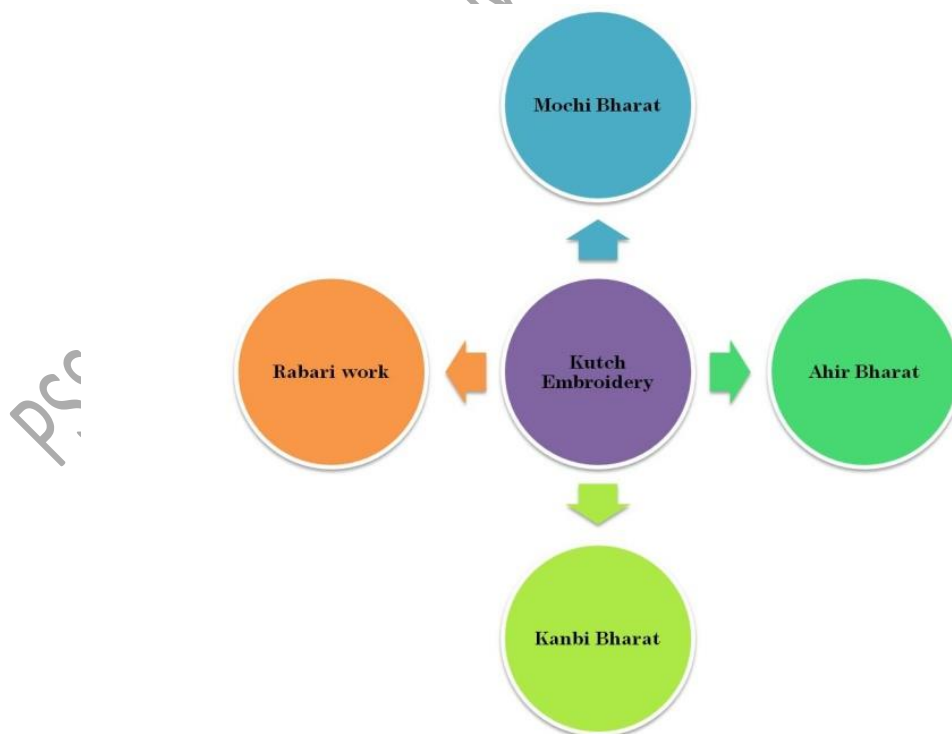 Mochi Bharat
Rabari work
Kutch
Embroidery
Ahir Bharat
Kanbi Bharat